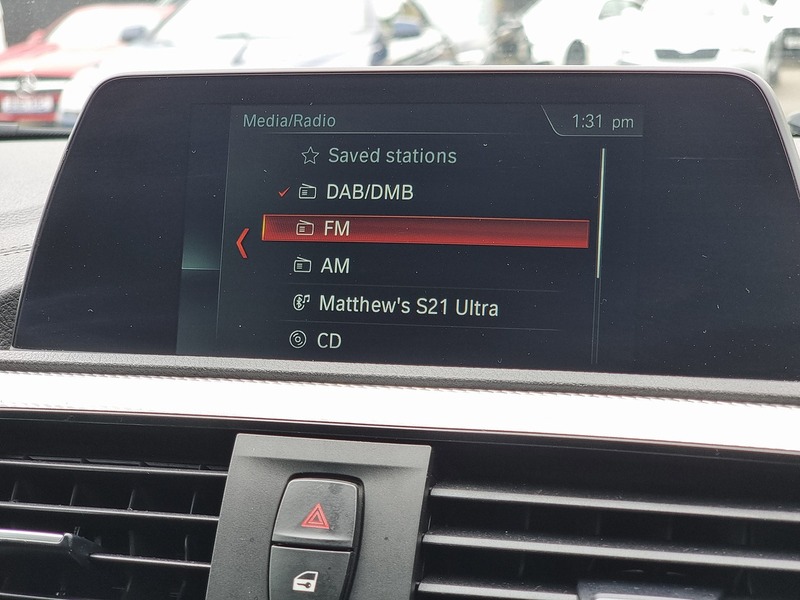 Media/Radio
1:31 pm
Saved stations
DAB/DMB
FM
AM
Matthew's S21 Ultra
CD